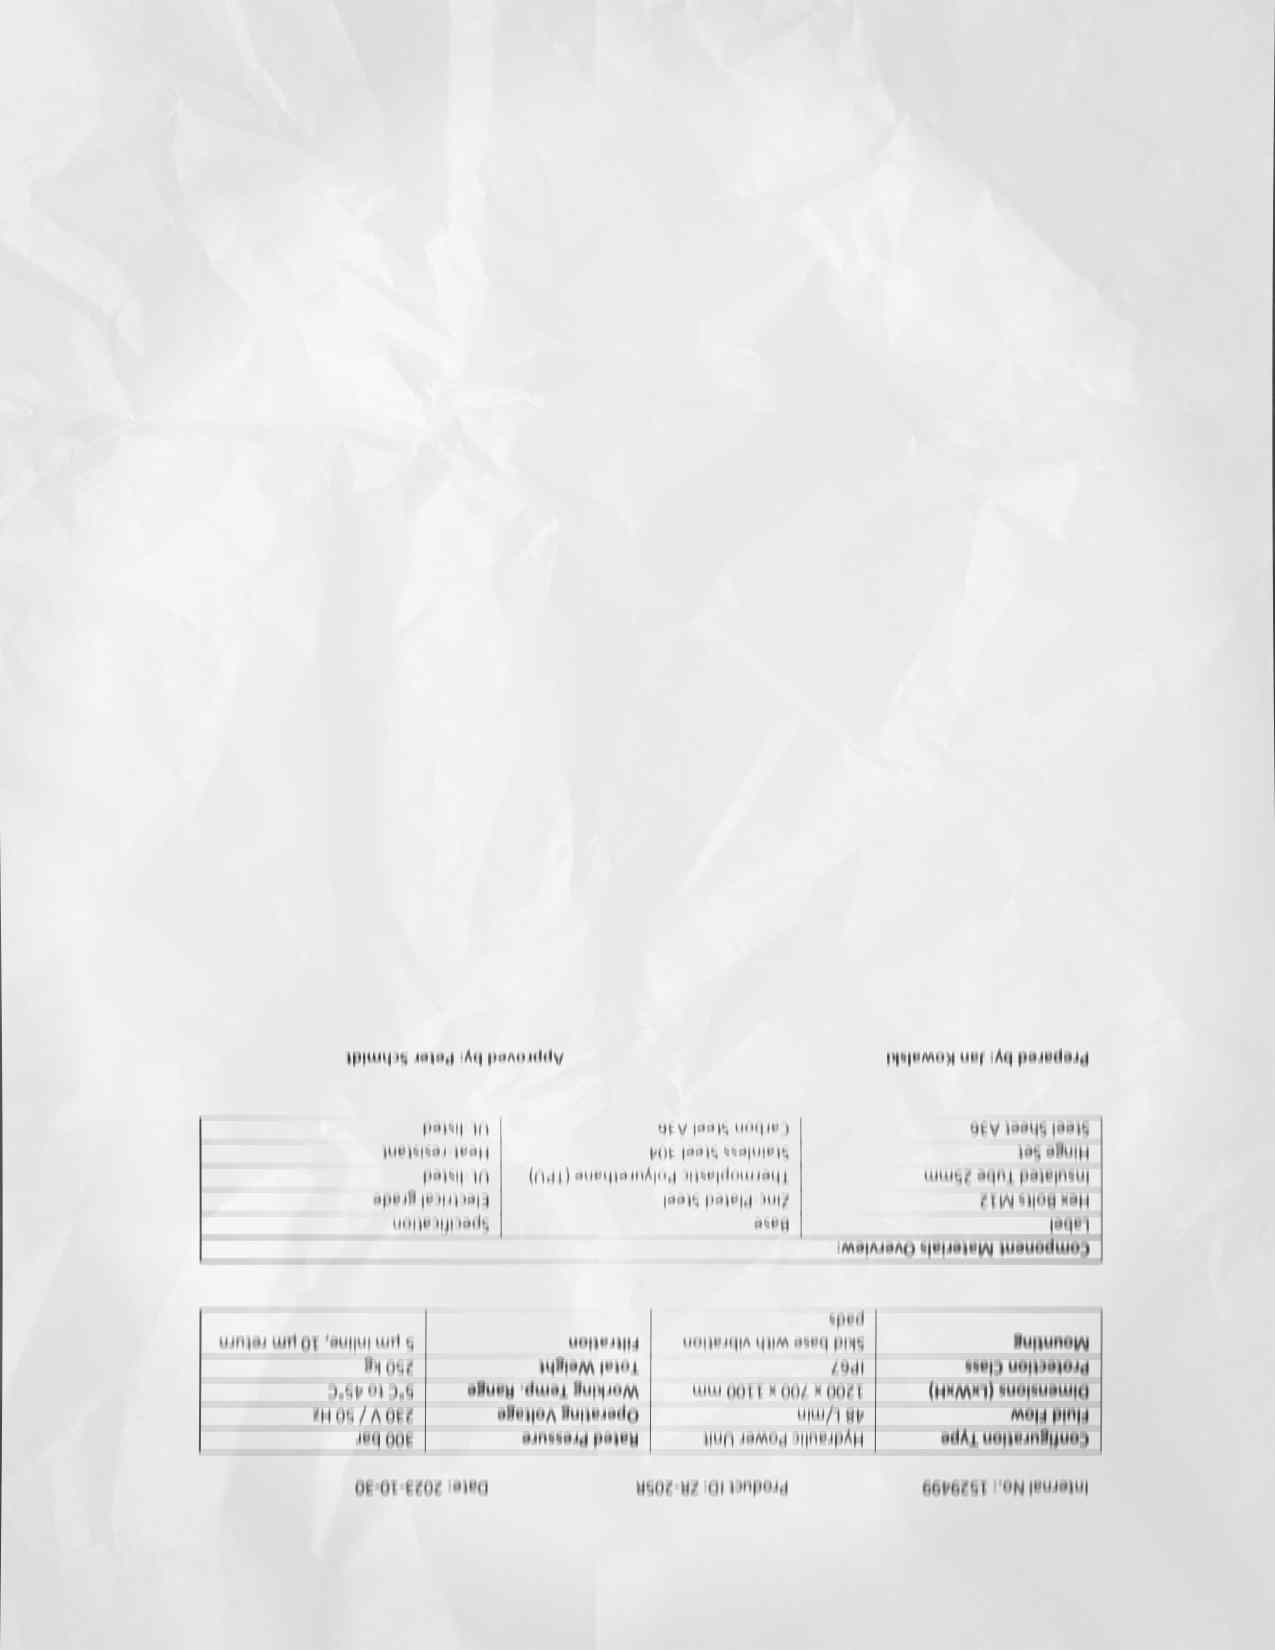 Internal No.: 1529499 Product ID: ZR-205R Date: 2023-10-30
Configuration Type Hydraulic Power Unit Rated Pressure 300 bar
Fluid Flow 48 L/min Operating Voltage 230 V / 50 Hz
Dimensions (LxWxH) 1200 x 700 x 1100 mm Working Temp. Range 5°C to 45°C
Protection Class IP67 Total Weight 250 kg
Mounting Skid base with vibration Filtration 5 µm inline, 10 µm return
pads
Component Materials Overview:
Label Base Specification
Hex Bolts M12 Zinc Plated Steel Electrical grade
Insulated Tube 25mm Thermoplastic Polyurethane (TPU) UL listed
Hinge Set Stainless Steel 304 Heat-resistant
Steel Sheet A36 Carbon Steel A36 UL listed
Prepared by: Jan Kowalski Approved by: Peter Schmidt